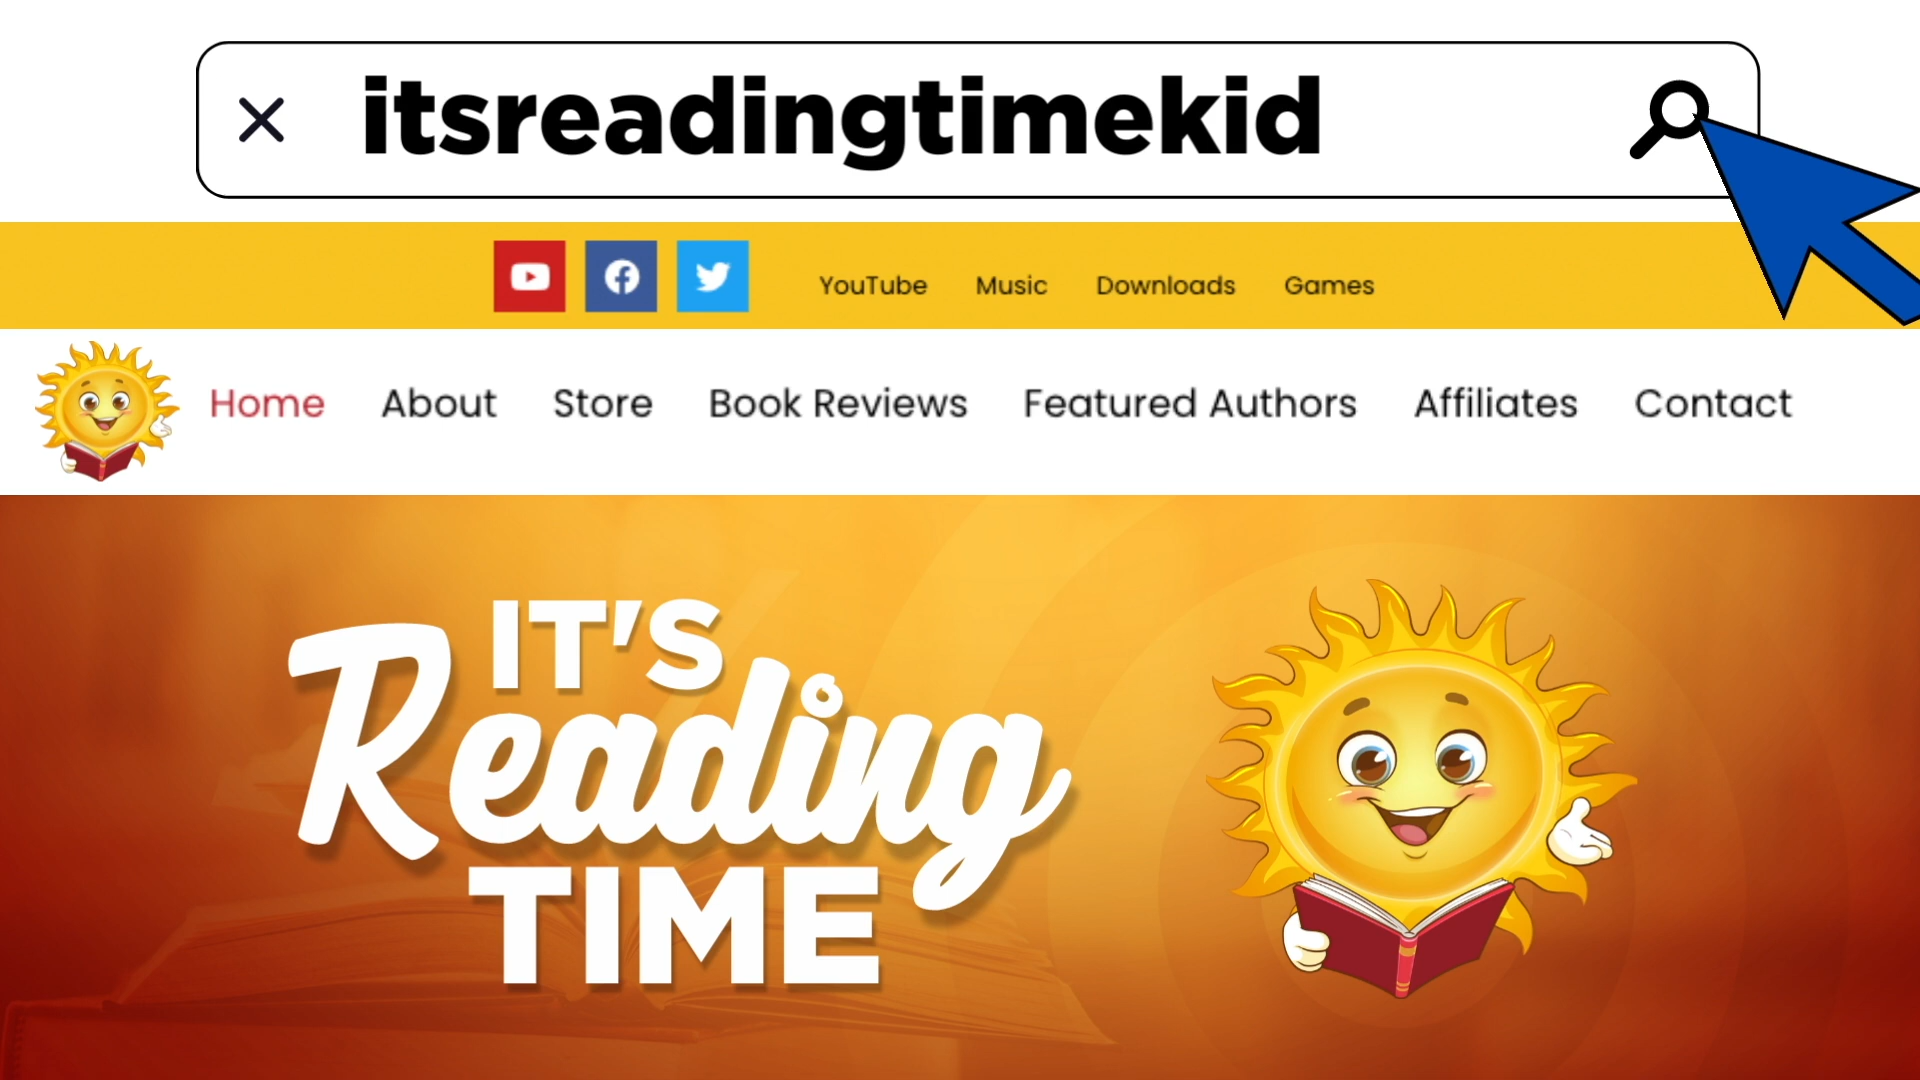 itsreadingtimekid
YouTube Music Downloads Games
Home About Store Book Reviews Featured Authors Affiliates Contact
IT'S
Reading
TIME